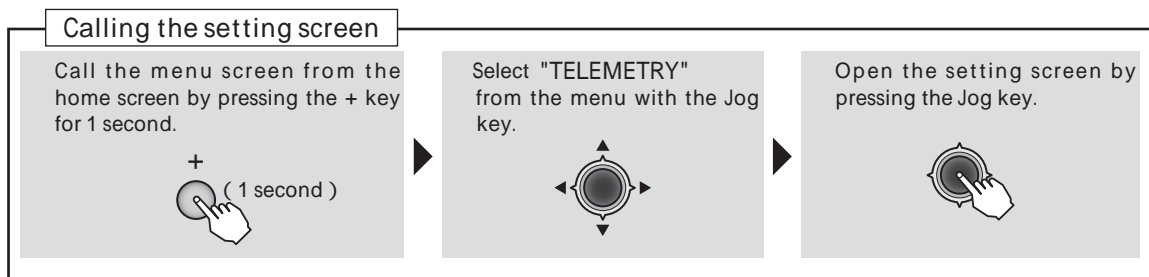 Calling the setting screen
Call the menu screen from the
home screen by pressing the + key
for 1 second.
+
( 1 second )
Select "TELEMETRY"
from the menu with the Jog
key.
Open the setting screen by
pressing the Jog key.